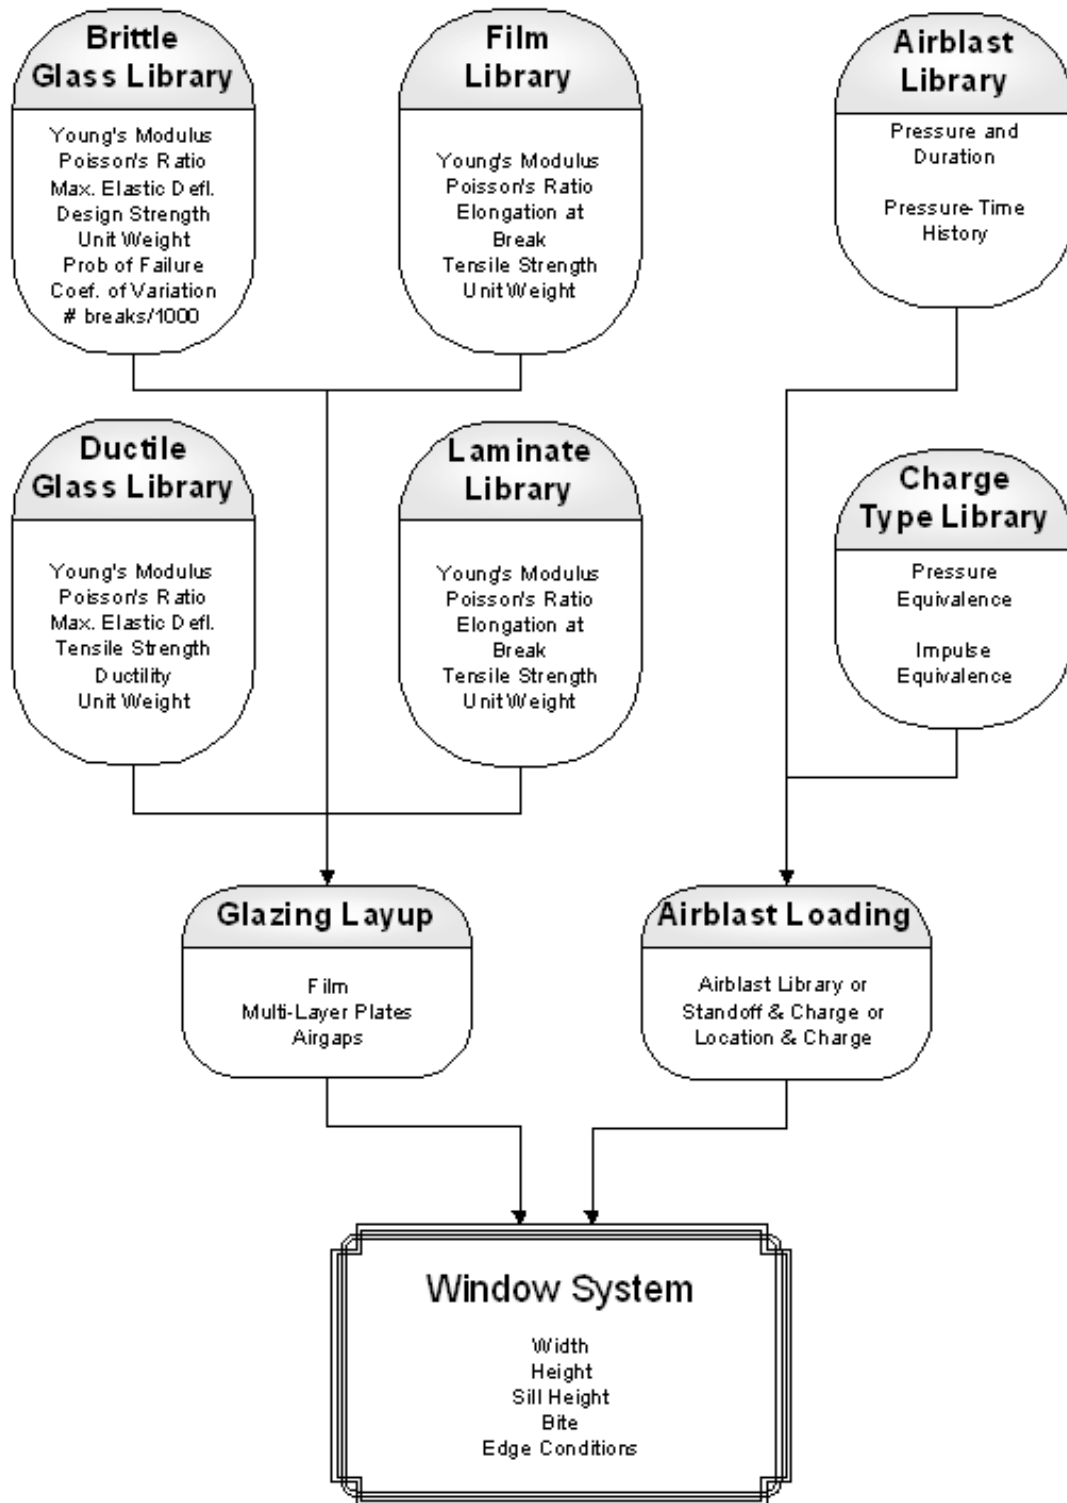 Brittle
Glass Library
Young's Modulus
Poisson's Ratio
Max. Elastic Defl.
Design Strength
Unit Weight
Prob of Failure
Coef. of Variation
# breaks/1000
Film
Library
Young's Modulus
Poisson's Ratio
Elongation at
Break
Tensile Strength
Unit Weight
Airblast
Library
Pressure and
Duration
Pressure-Time
History
Ductile
Glass Library
Young's Modulus
Poisson's Ratio
Max. Elastic Defl.
Tensile Strength
Ductility
Unit Weight
Laminate
Library
Young's Modulus
Poisson's Ratio
Elongation at
Break
Tensile Strength
Unit Weight
Charge
Type Library
Pressure
Equivalence
Impulse
Equivalence
Glazing Layup
Film
Multi-Layer Plates
Airgaps
Airblast Loading
Airblast Library or
Standoff & Charge or
Location & Charge
Window System
Width
Height
Sill Height
Bite
Edge Conditions